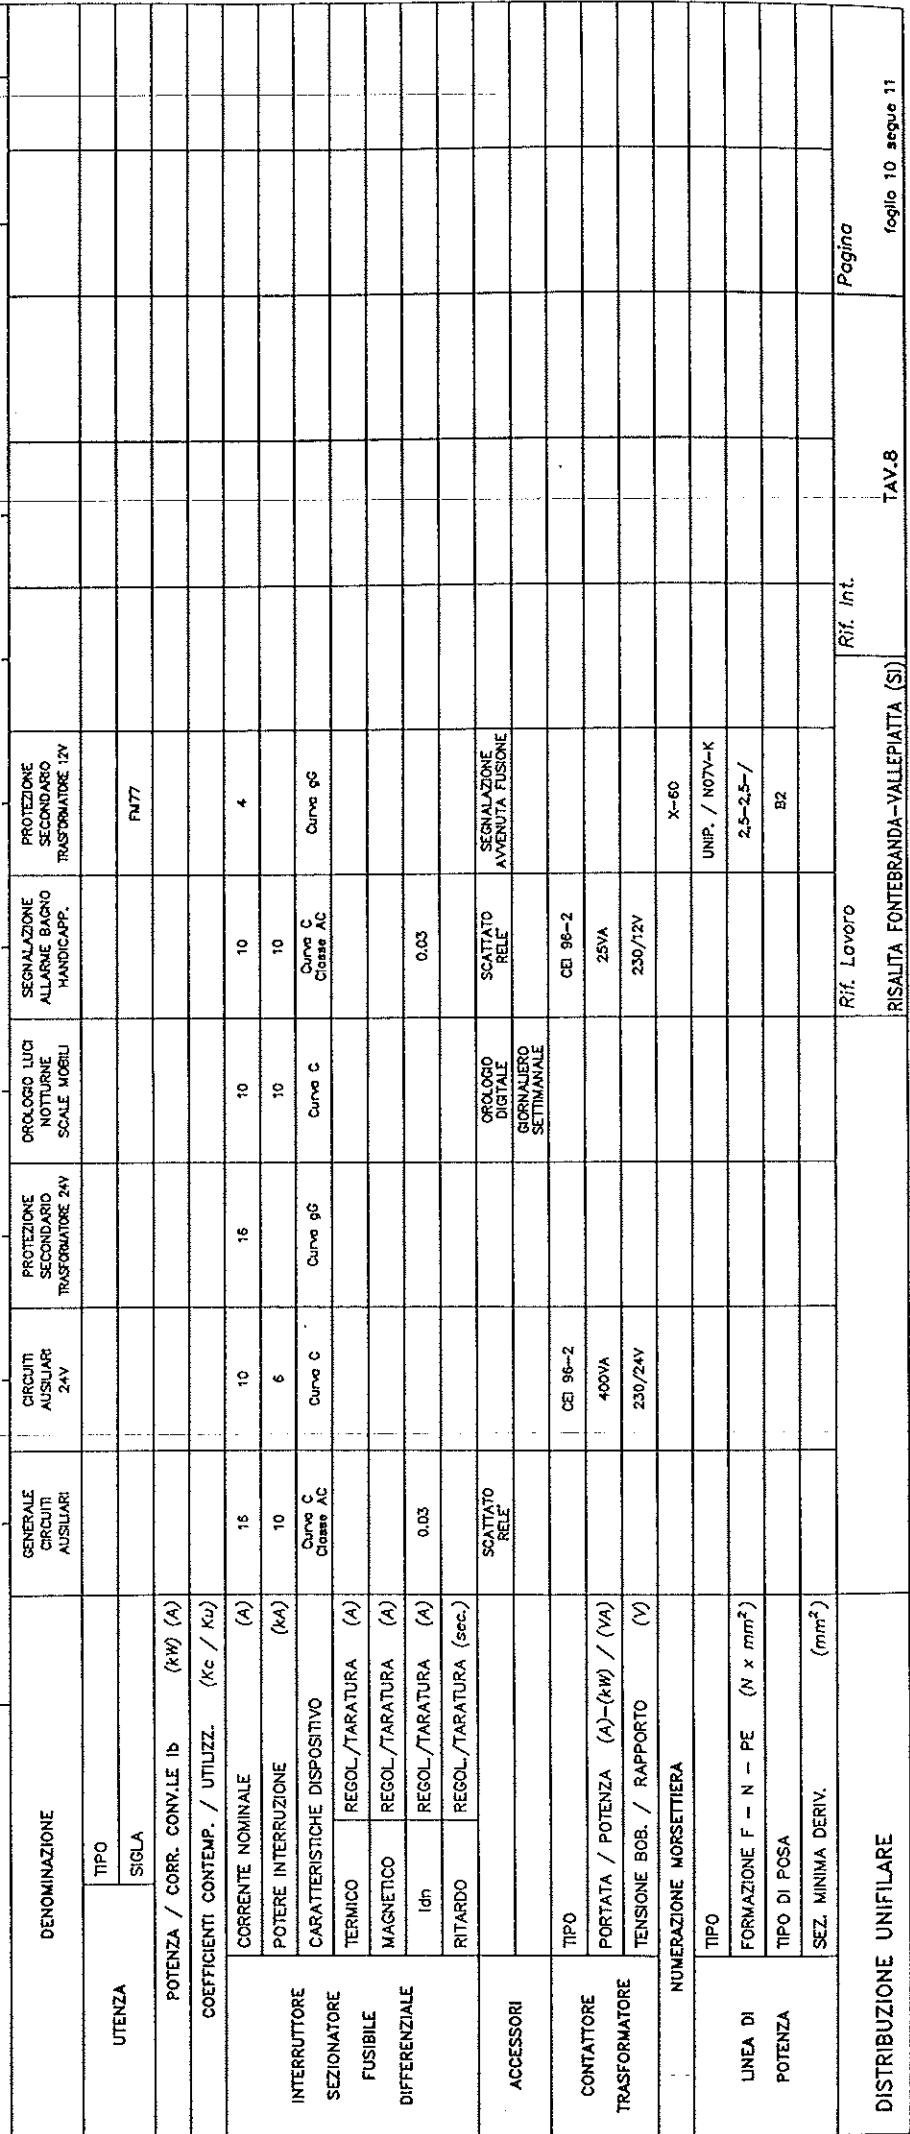 DENOMINAZIONE
GENERALE
CIRCUITI
AUSILIARI
CIRCUITI
AUSILIARI
24V
PROTEZIONE
SECONDARIO
TRASFORMATORE 24V
OROLOGIO LUCI
NOTTURNE
SCALE MOBILI
SEGNALAZIONE
ALLARME BAGNO
HANDICAPP.
PROTEZIONE
SECONDARIO
TRASFORMATORE 12V
UTENZA
TIPO
SIGLA FM77
POTENZA / CORR. CONV.LE Ib (kW) (A)
COEFFICIENTI CONTEMP. / UTILIZZ. (Kc / Ku)
INTERRUTTORE
SEZIONATORE
FUSIBILE
DIFFERENZIALE
CORRENTE NOMINALE (A) 16 10 16 10 10 4
POTERE INTERRUZIONE (kA) 10 6 10 10
CARATTERISTICHE DISPOSITIVO
Curva C
Classe AC
Curva C
Curva gG
Curva C
Curva C
Classe AC
Curva gG
TERMICO REGOL./TARATURA (A)
MAGNETICO REGOL./TARATURA (A)
Idn REGOL./TARATURA (A) 0.03 0.03
RITARDO REGOL./TARATURA (sec.)
ACCESSORI
SCATTATO
RELE'
OROLOGIO
DIGITALE
SCATTATO
RELE'
SEGNALAZIONE
AVVENUTA FUSIONE
GIORNALIERO
SETTIMANALE
CONTATTORE
TRASFORMATORE
TIPO CEI 96-2 CEI 96-2
PORTATA / POTENZA (A)-(kW) / (VA) 400VA 25VA
TENSIONE BOB. / RAPPORTO (V) 230/24V 230/12V
NUMERAZIONE MORSETTIERA X-60
LINEA DI
POTENZA
TIPO UNIP. / N07V-K
FORMAZIONE F - N - PE (N x mm²) 2,5-2,5-/
TIPO DI POSA B2
SEZ. MINIMA DERIV. (mm²)
DISTRIBUZIONE UNIFILARE
Rif. Lavoro
RISALITA FONTEBRANDA-VALLEPIATTA (SI)
Rif. Int.
TAV.8
Pagina
foglio 10 segue 11